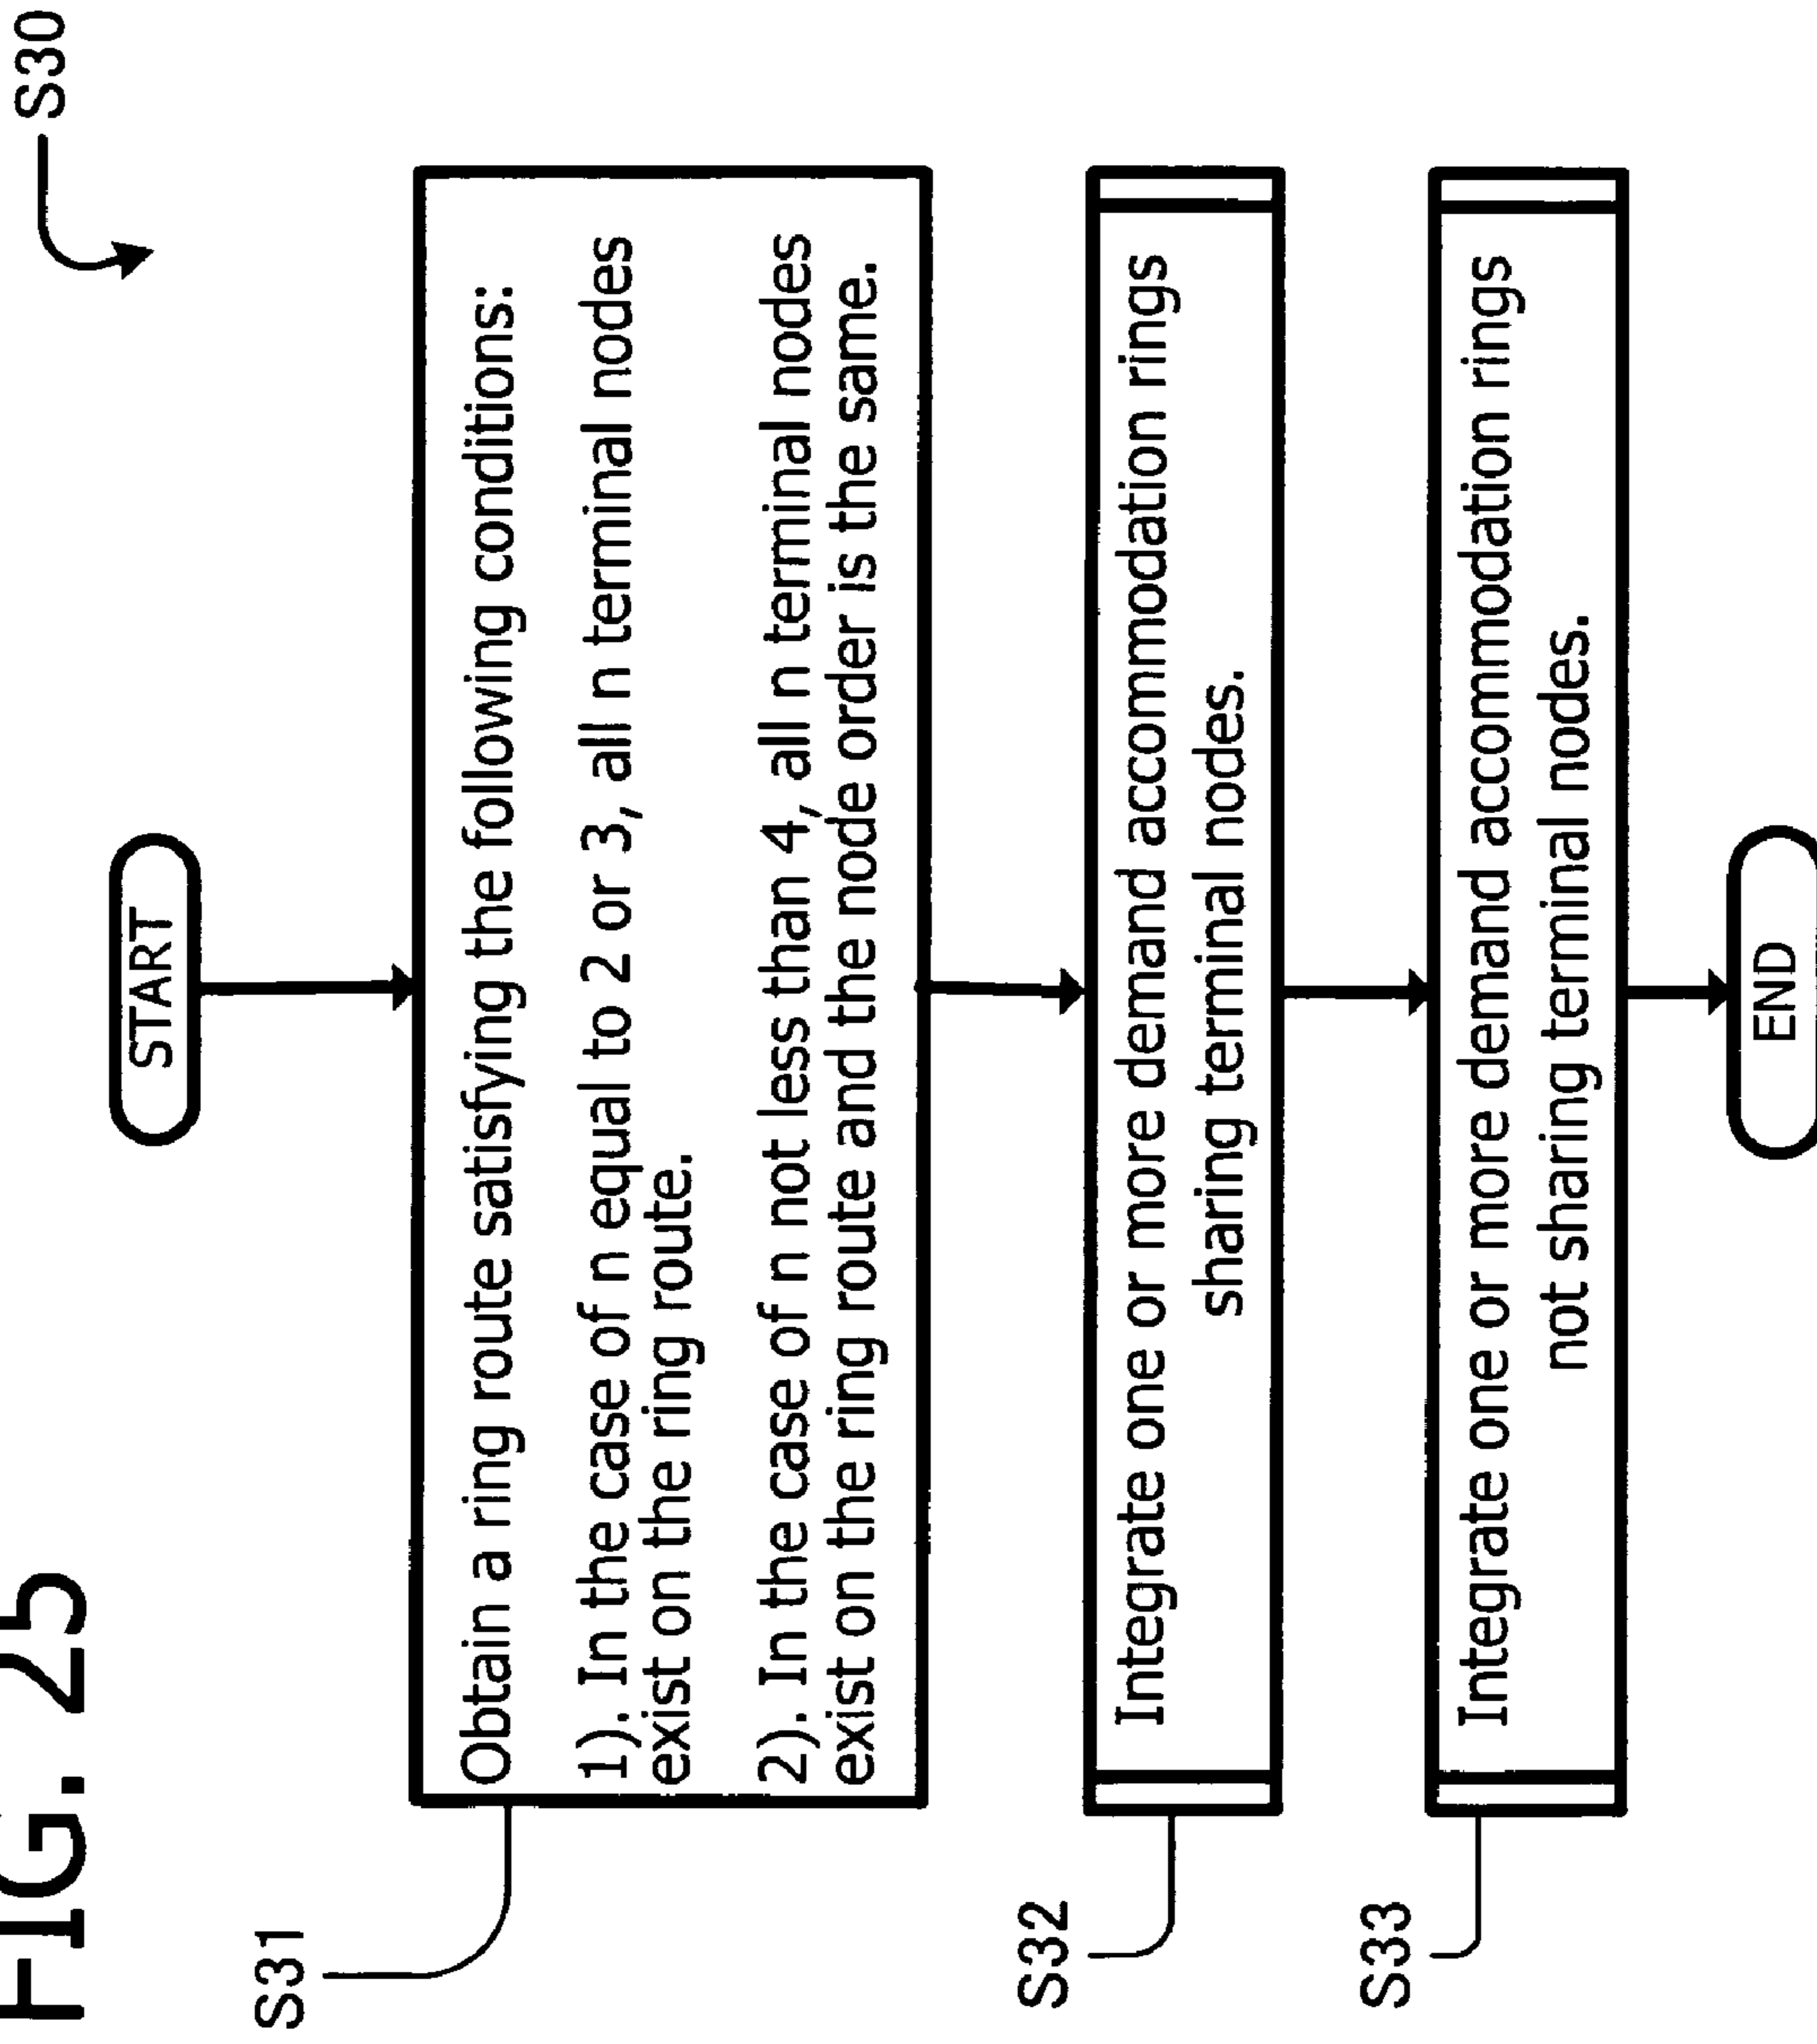 FIG. 25
S30
START
S31
Obtain a ring route satisfying the following conditions:
1). In the case of n equal to 2 or 3, all n terminal nodes
exist on the ring route.
2). In the case of n not less than 4, all n terminal nodes
exist on the ring route and the node order is the same.
S32
Integrate one or more demand accommodation rings
sharing terminal nodes.
S33
Integrate one or more demand accommodation rings
not sharing terminal nodes.
END